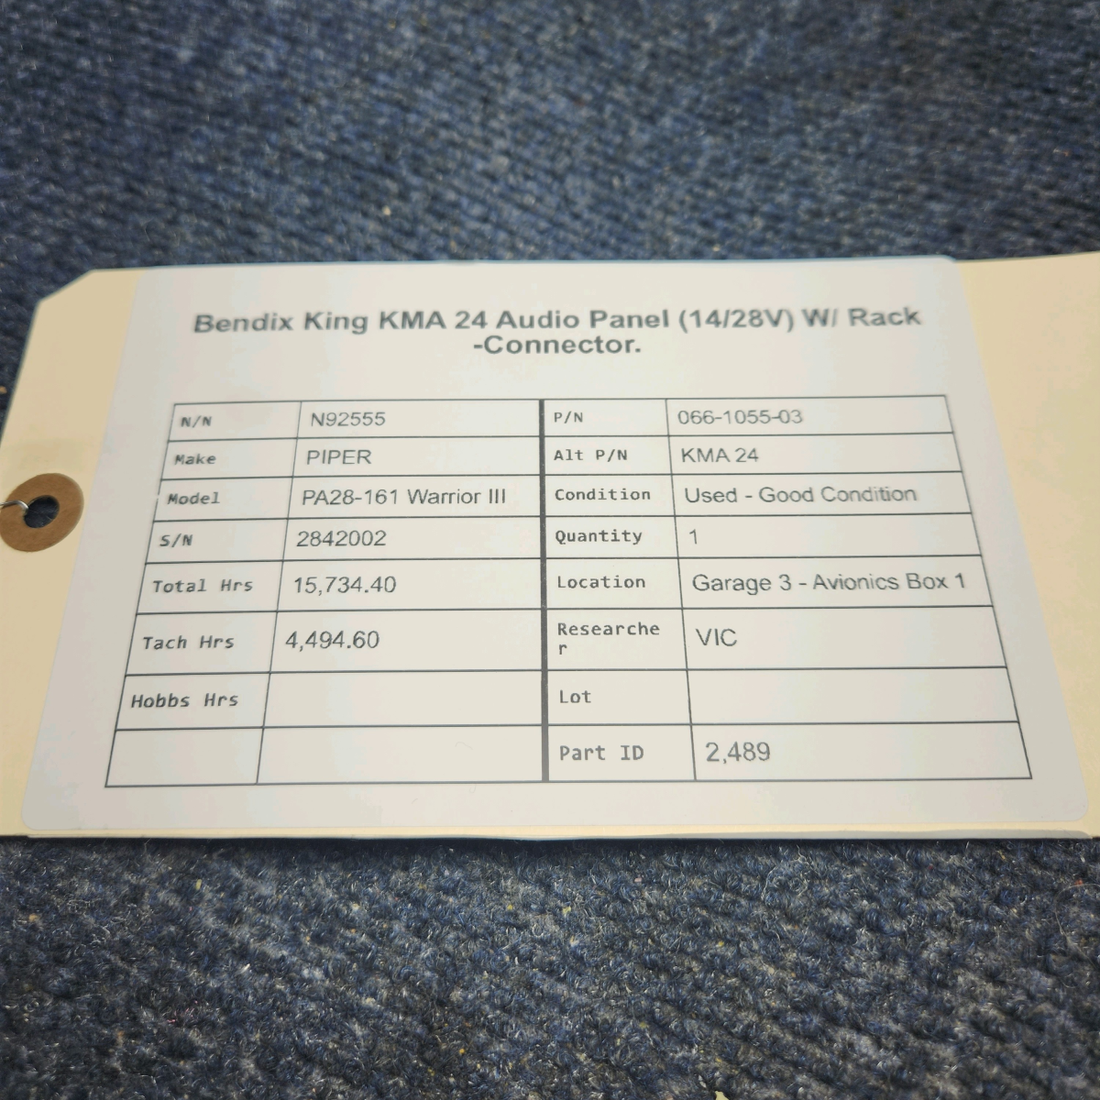 Bendix King KMA 24 Audio Panel (14/28V) W/ Rack
-Connector.
N/N N92555 P/N 066-1055-03
Make PIPER Alt P/N KMA 24
Model PA28-161 Warrior III Condition Used - Good Condition
S/N 2842002 Quantity 1
Total Hrs 15,734.40 Location Garage 3 - Avionics Box 1
Tach Hrs 4,494.60 Researche
r VIC
Hobbs Hrs Lot
Part ID 2,489